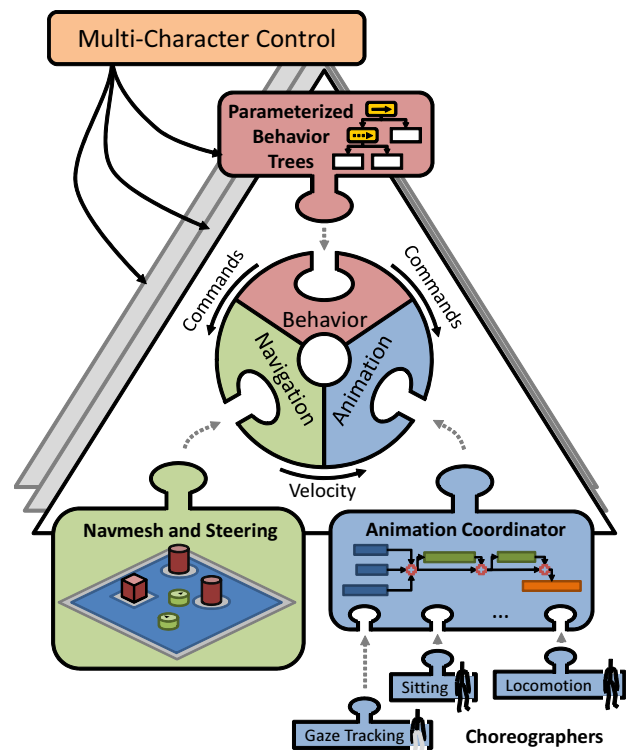 Multi-Character Control
Parameterized
Behavior
Trees
Commands
Commands
Behavior
Navigation
Animation
Velocity
Navmesh and Steering
Animation Coordinator
...
Sitting
Locomotion
Gaze Tracking
Choreographers